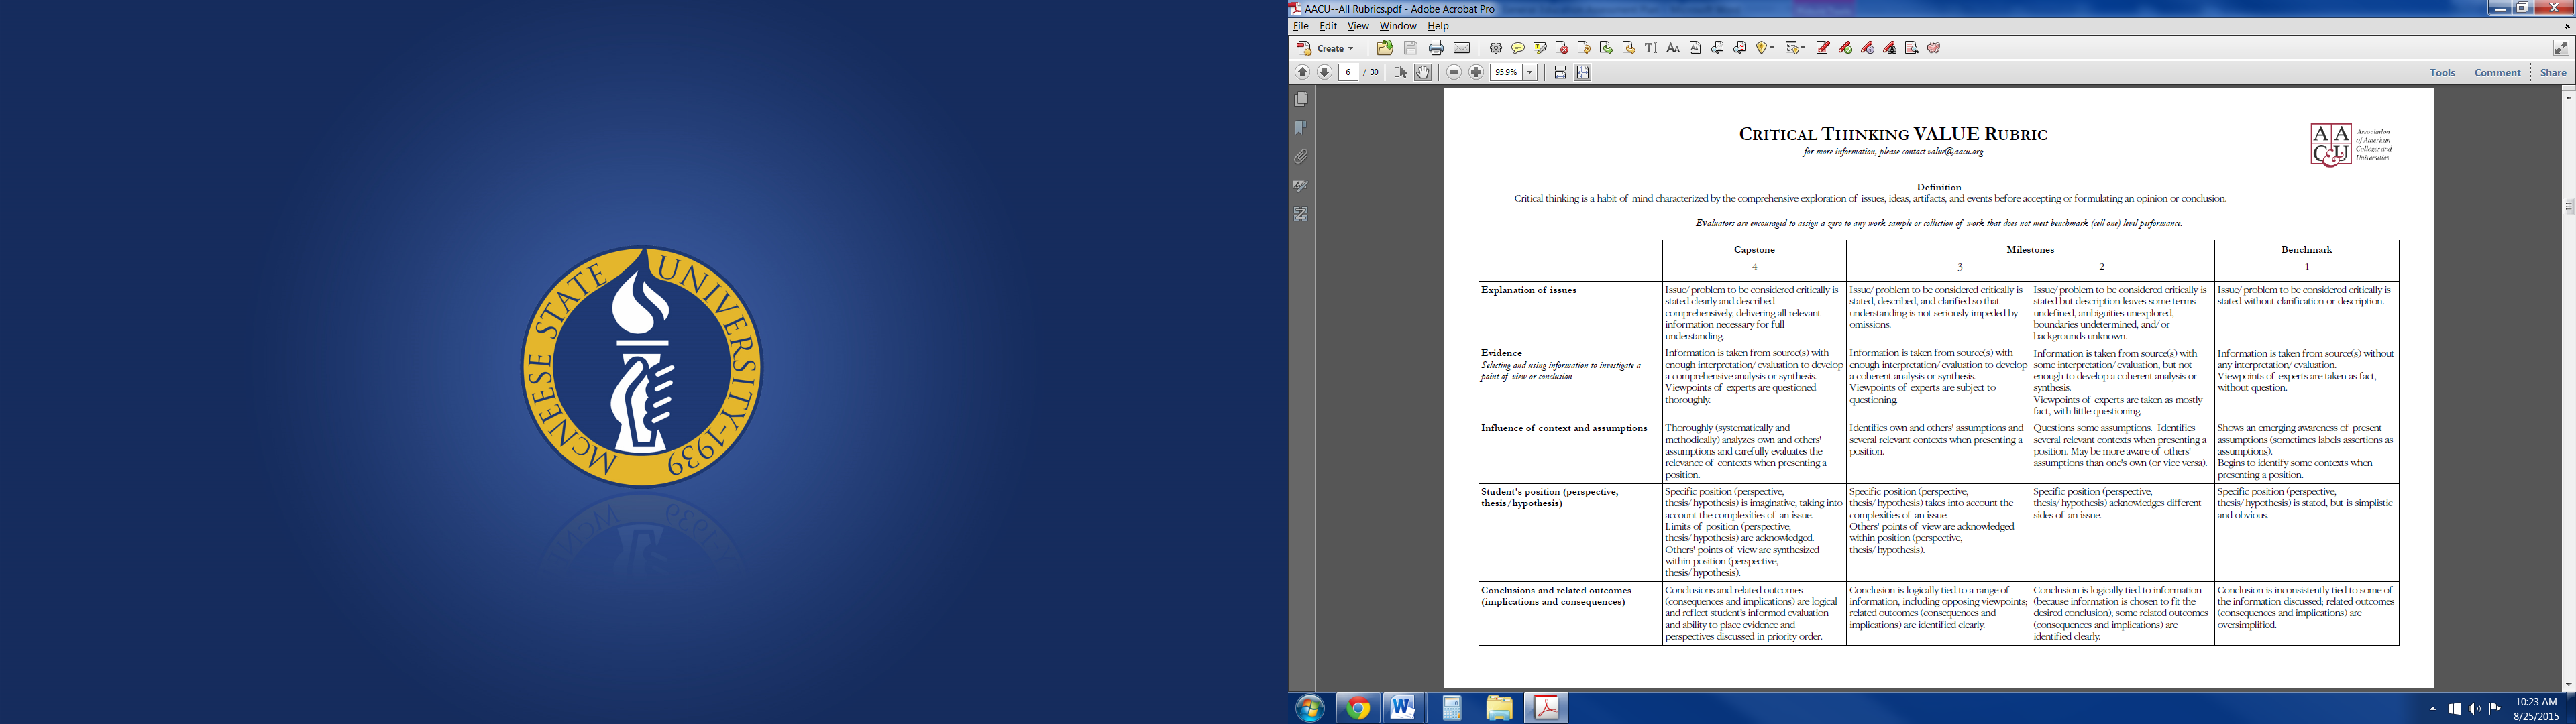 MCNEESE STATE UNIVERSITY-1939
AACU--All Rubrics.pdf - Adobe Acrobat Pro
File Edit View Window Help
Create
6 / 30
95.9%
Tools Comment Share
CRITICAL THINKING VALUE RUBRIC
for more information, please contact value@aacu.org
A A
C & U
Association
of American
Colleges and
Universities
Definition
Critical thinking is a habit of mind characterized by the comprehensive exploration of issues, ideas, artifacts, and events before accepting or formulating an opinion or conclusion.
Evaluators are encouraged to assign a zero to any work sample or collection of work that does not meet benchmark (cell one) level performance.
Capstone
4
Milestones
3 2
Benchmark
1
Explanation of issues
Issue/problem to be considered critically is
stated clearly and described
comprehensively, delivering all relevant
information necessary for full
understanding.
Issue/problem to be considered critically is
stated, described, and clarified so that
understanding is not seriously impeded by
omissions.
Issue/problem to be considered critically is
stated but description leaves some terms
undefined, ambiguities unexplored,
boundaries undetermined, and/or
backgrounds unknown.
Issue/problem to be considered critically is
stated without clarification or description.
Evidence
Selecting and using information to investigate a
point of view or conclusion
Information is taken from source(s) with
enough interpretation/evaluation to develop
a comprehensive analysis or synthesis.
Viewpoints of experts are questioned
thoroughly.
Information is taken from source(s) with
enough interpretation/evaluation to develop
a coherent analysis or synthesis.
Viewpoints of experts are subject to
questioning.
Information is taken from source(s) with
some interpretation/evaluation, but not
enough to develop a coherent analysis or
synthesis.
Viewpoints of experts are taken as mostly
fact, with little questioning.
Information is taken from source(s) without
any interpretation/evaluation.
Viewpoints of experts are taken as fact,
without question.
Influence of context and assumptions
Thoroughly (systematically and
methodically) analyzes own and others'
assumptions and carefully evaluates the
relevance of contexts when presenting a
position.
Identifies own and others' assumptions and
several relevant contexts when presenting a
position.
Questions some assumptions. Identifies
several relevant contexts when presenting a
position. May be more aware of others'
assumptions than one's own (or vice versa).
Shows an emerging awareness of present
assumptions (sometimes labels assertions as
assumptions).
Begins to identify some contexts when
presenting a position.
Student's position (perspective,
thesis/hypothesis)
Specific position (perspective,
thesis/hypothesis) is imaginative, taking into
account the complexities of an issue.
Limits of position (perspective,
thesis/hypothesis) are acknowledged.
Others' points of view are synthesized
within position (perspective,
thesis/hypothesis).
Specific position (perspective,
thesis/hypothesis) takes into account the
complexities of an issue.
Others' points of view are acknowledged
within position (perspective,
thesis/hypothesis).
Specific position (perspective,
thesis/hypothesis) acknowledges different
sides of an issue.
Specific position (perspective,
thesis/hypothesis) is stated, but is simplistic
and obvious.
Conclusions and related outcomes
(implications and consequences)
Conclusions and related outcomes
(consequences and implications) are logical
and reflect student's informed evaluation
and ability to place evidence and
perspectives discussed in priority order.
Conclusion is logically tied to a range of
information, including opposing viewpoints;
related outcomes (consequences and
implications) are identified clearly.
Conclusion is logically tied to information
(because information is chosen to fit the
desired conclusion); some related outcomes
(consequences and implications) are
identified clearly.
Conclusion is inconsistently tied to some of
the information discussed; related outcomes
(consequences and implications) are
oversimplified.
10:23 AM
8/25/2015